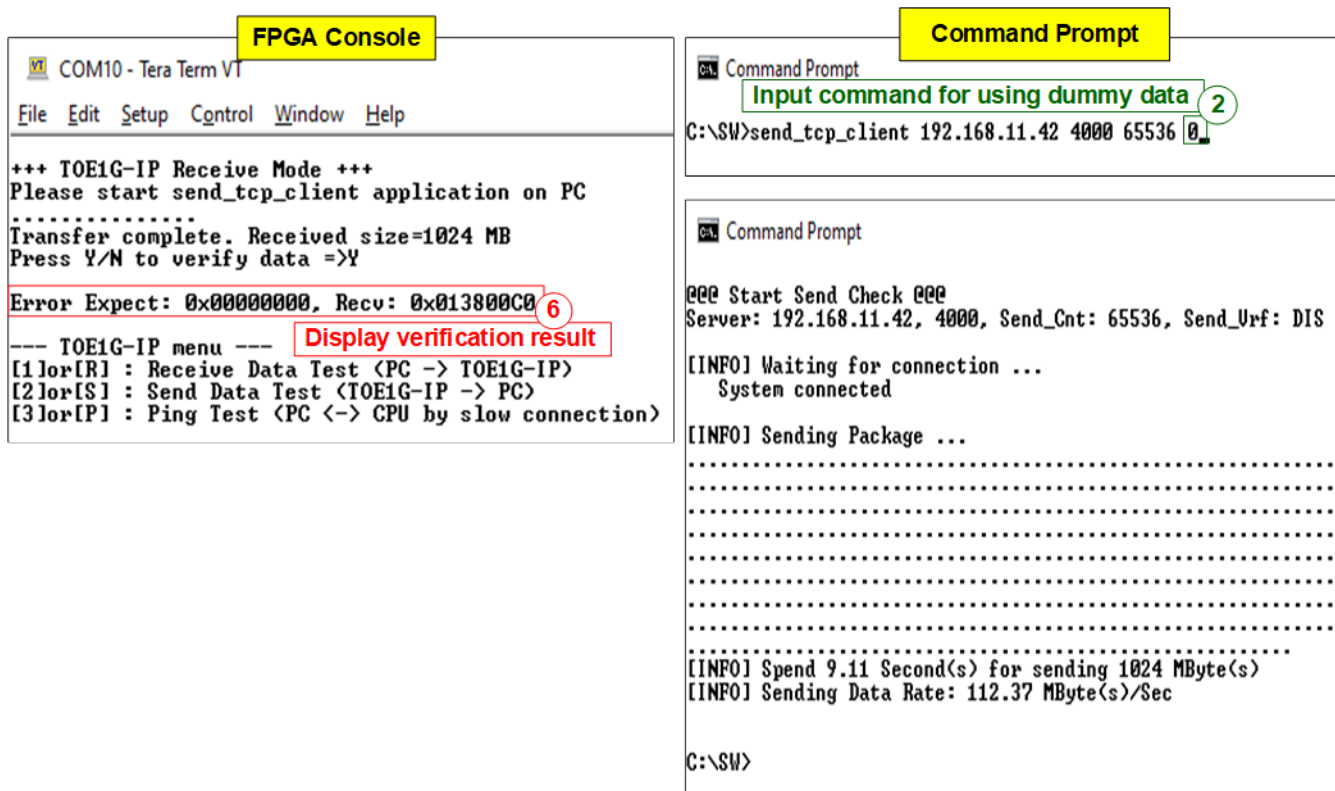 FPGA Console
COM10 - Tera Term VT
File Edit Setup Control Window Help
+++ TOE1G-IP Receive Mode +++
Please start send_tcp_client application on PC
...............
Transfer complete. Received size=1024 MB
Press Y/N to verify data =>Y
Error Expect: 0x00000000, Recv: 0x013800C0
6
Display verification result
--- TOE1G-IP menu ---
[1]or[R] : Receive Data Test (PC -> TOE1G-IP)
[2]or[S] : Send Data Test (TOE1G-IP -> PC)
[3]or[P] : Ping Test (PC <-> CPU by slow connection)
Command Prompt
Command Prompt
Input command for using dummy data
2
C:\SW>send_tcp_client 192.168.11.42 4000 65536 0_
Command Prompt
@@@ Start Send Check @@@
Server: 192.168.11.42, 4000, Send_Cnt: 65536, Send_Vrf: DIS
[INFO] Waiting for connection ...
System connected
[INFO] Sending Package ...
[INFO] Spend 9.11 Second(s) for sending 1024 MByte(s)
[INFO] Sending Data Rate: 112.37 MByte(s)/Sec
C:\SW>